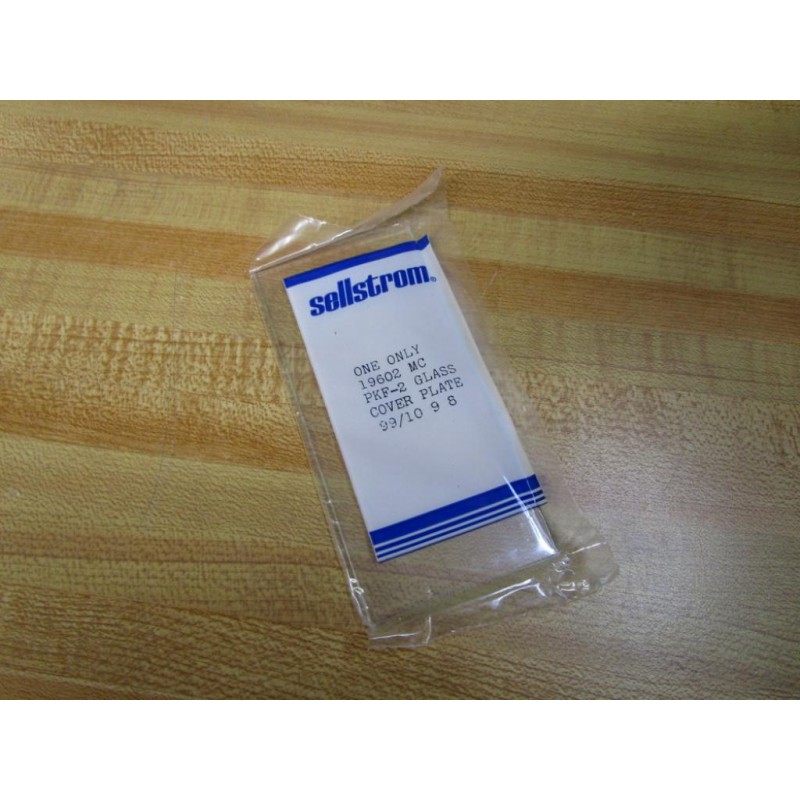 sellstrom®
ONE ONLY
19602 MC
PKF-2 GLASS
COVER PLATE
99/10 9 8